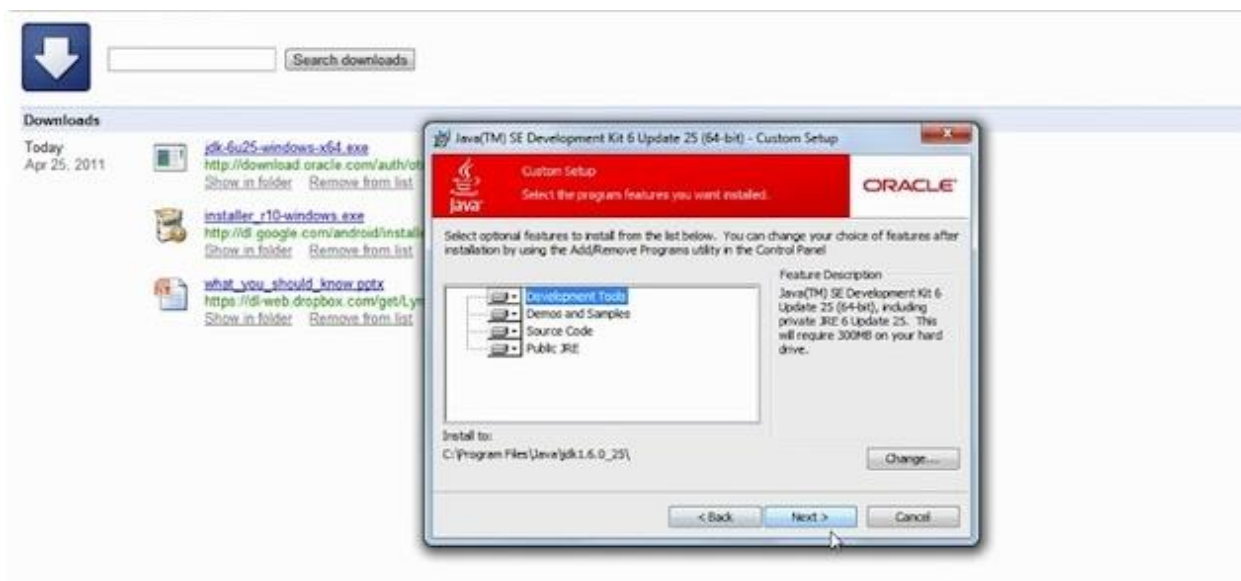 Search downloads
Downloads
Today
Apr 25, 2011
jdk-6u25-windows-x64.exe
http://download.oracle.com/auth/ot
Show in folder Remove from list
installer_r10-windows.exe
http://dl.google.com/android/installe
Show in folder Remove from list
what_you_should_know.pptx
https://dl-web.dropbox.com/get/Lyn
Show in folder Remove from list
Java(TM) SE Development Kit 6 Update 25 (64-bit) - Custom Setup
Java
Custom Setup
Select the program features you want installed.
ORACLE
Select optional features to install from the list below. You can change your choice of features after
installation by using the Add/Remove Programs utility in the Control Panel
Development Tools
Demos and Samples
Source Code
Public JRE
Feature Description
Java(TM) SE Development Kit 6
Update 25 (64-bit), including
private JRE 6 Update 25. This
will require 300MB on your hard
drive.
Install to:
C:\Program Files\Java\jdk1.6.0_25\
Change...
< Back
Next >
Cancel